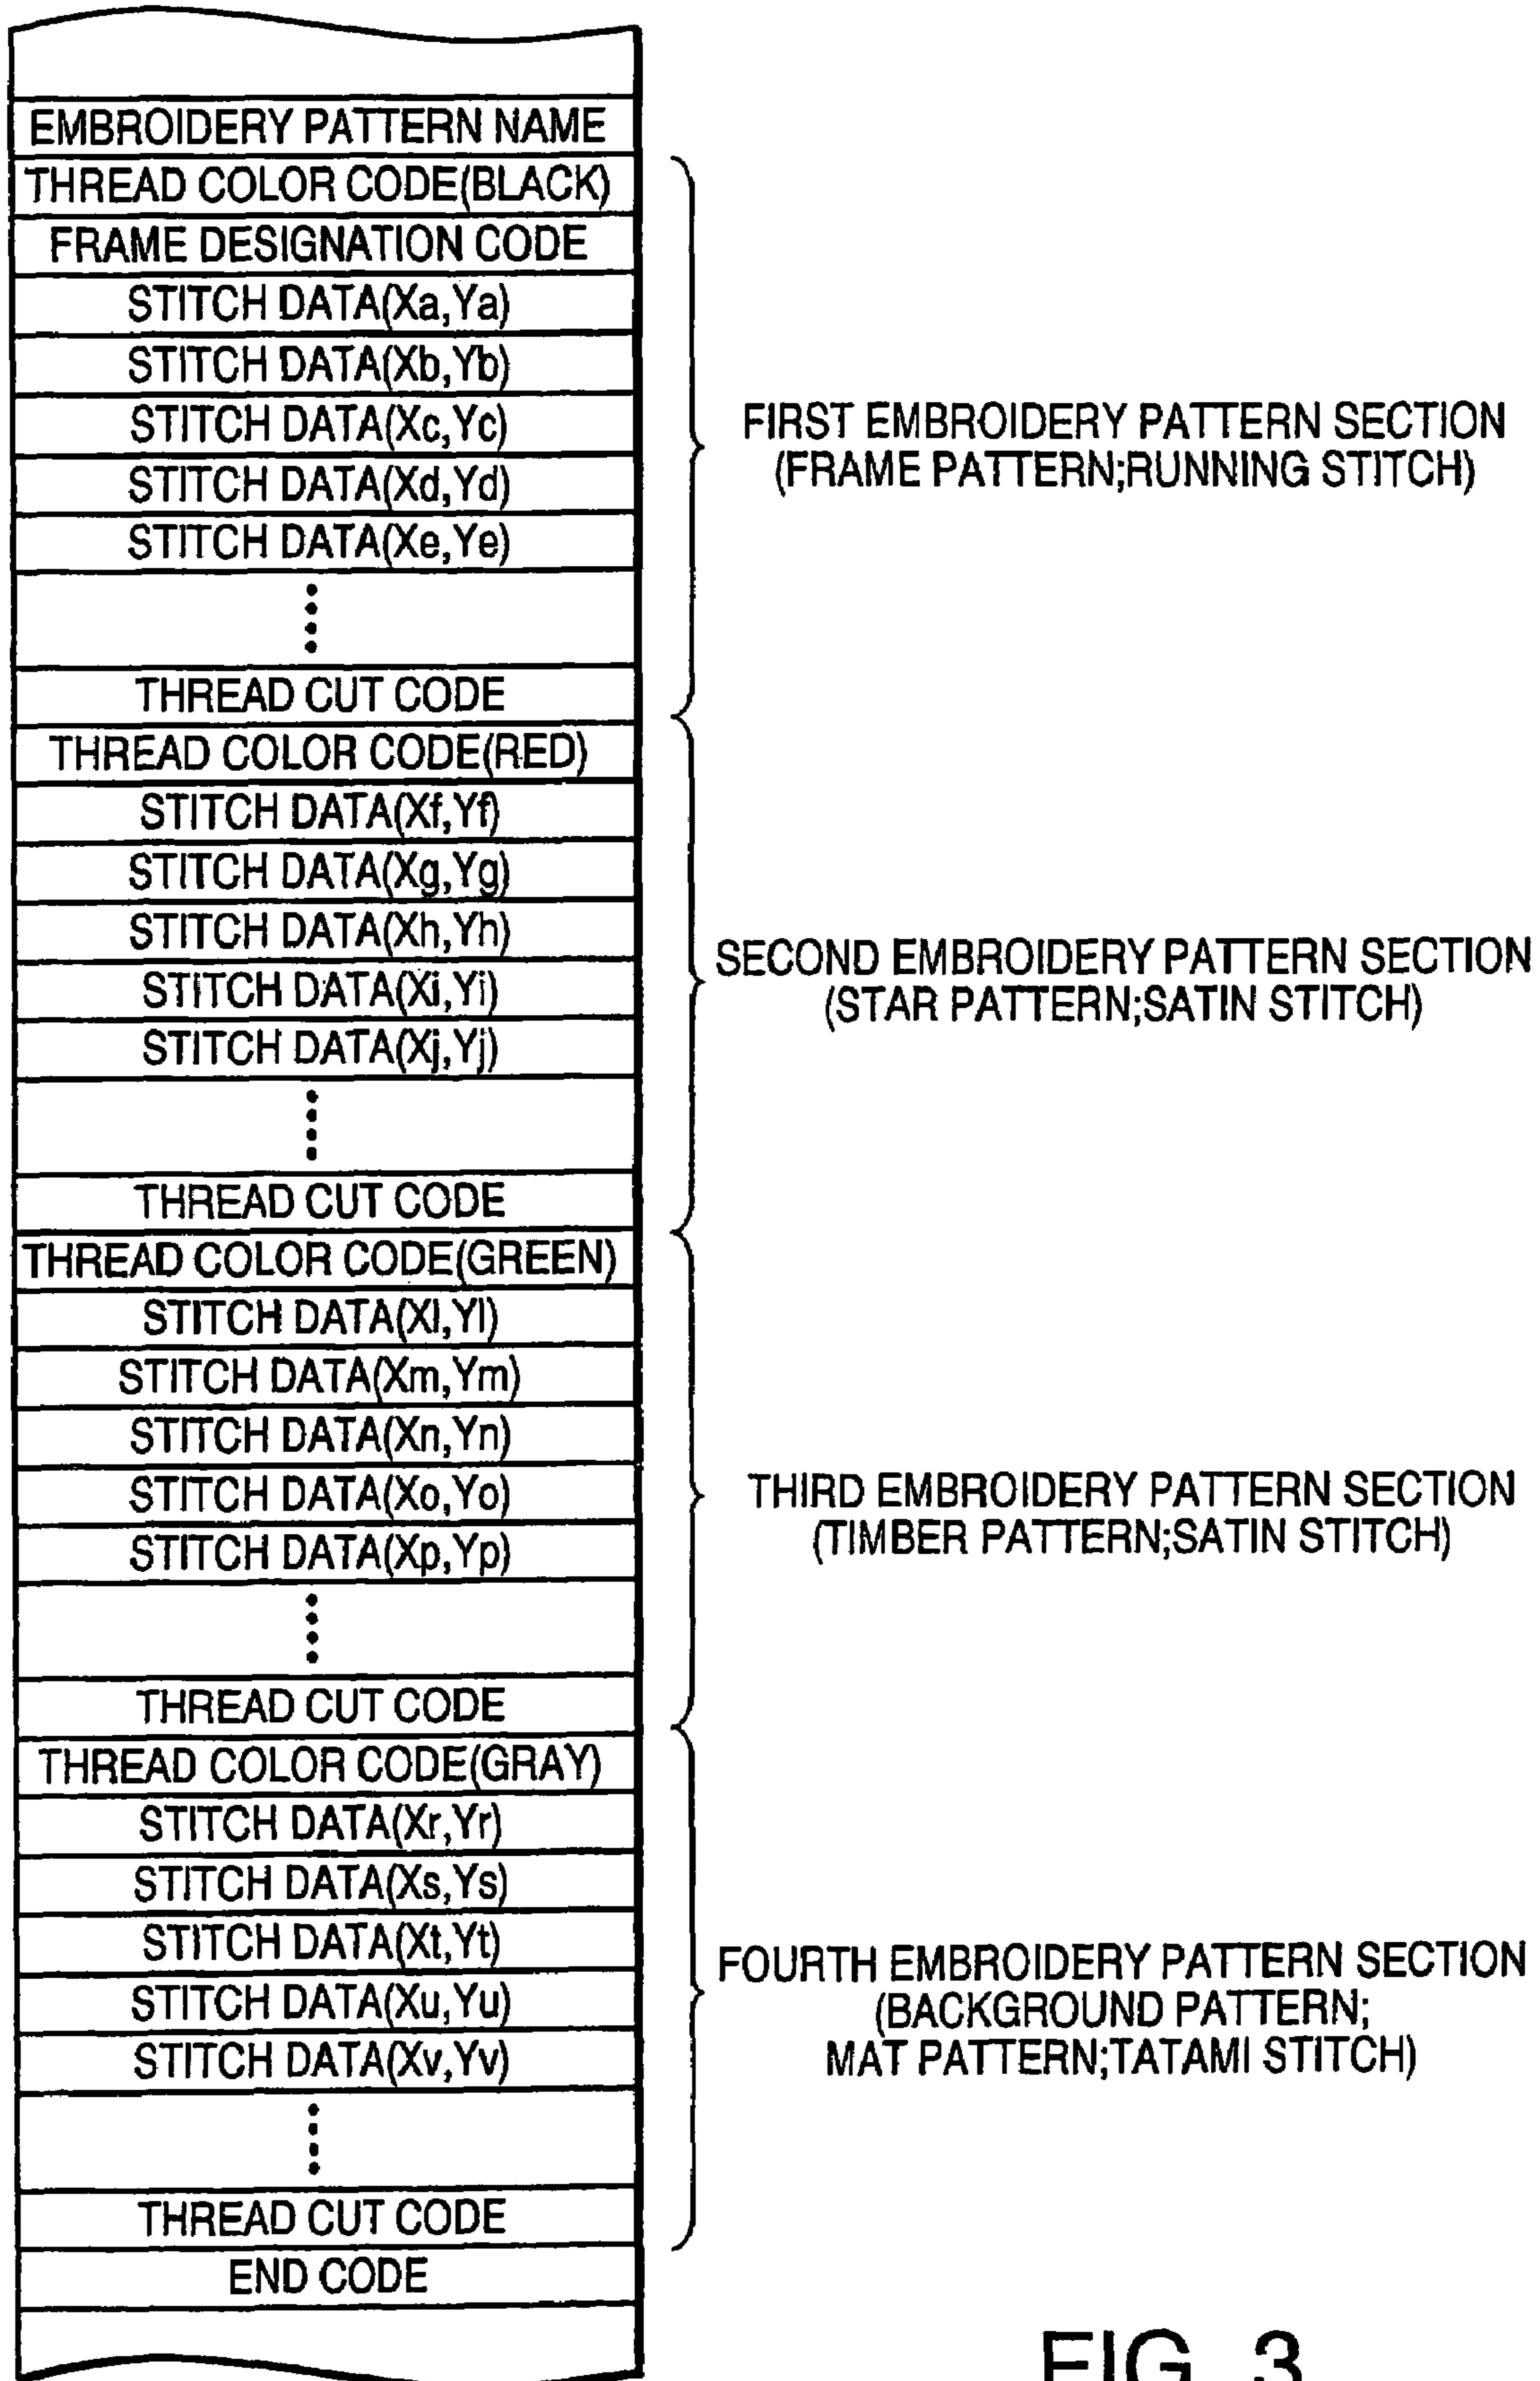 EMBROIDERY PATTERN NAME
THREAD COLOR CODE(BLACK)
FRAME DESIGNATION CODE
STITCH DATA(Xa,Ya)
STITCH DATA(Xb,Yb)
STITCH DATA(Xc,Yc)
STITCH DATA(Xd,Yd)
STITCH DATA(Xe,Ye)
THREAD CUT CODE
FIRST EMBROIDERY PATTERN SECTION
(FRAME PATTERN;RUNNING STITCH)
THREAD COLOR CODE(RED)
STITCH DATA(Xf,Yf)
STITCH DATA(Xg,Yg)
STITCH DATA(Xh,Yh)
STITCH DATA(Xi,Yi)
STITCH DATA(Xj,Yj)
THREAD CUT CODE
SECOND EMBROIDERY PATTERN SECTION
(STAR PATTERN;SATIN STITCH)
THREAD COLOR CODE(GREEN)
STITCH DATA(Xl,Yl)
STITCH DATA(Xm,Ym)
STITCH DATA(Xn,Yn)
STITCH DATA(Xo,Yo)
STITCH DATA(Xp,Yp)
THREAD CUT CODE
THIRD EMBROIDERY PATTERN SECTION
(TIMBER PATTERN;SATIN STITCH)
THREAD COLOR CODE(GRAY)
STITCH DATA(Xr,Yr)
STITCH DATA(Xs,Ys)
STITCH DATA(Xt,Yt)
STITCH DATA(Xu,Yu)
STITCH DATA(Xv,Yv)
THREAD CUT CODE
FOURTH EMBROIDERY PATTERN SECTION
(BACKGROUND PATTERN;
MAT PATTERN;TATAMI STITCH)
END CODE
FIG. 3